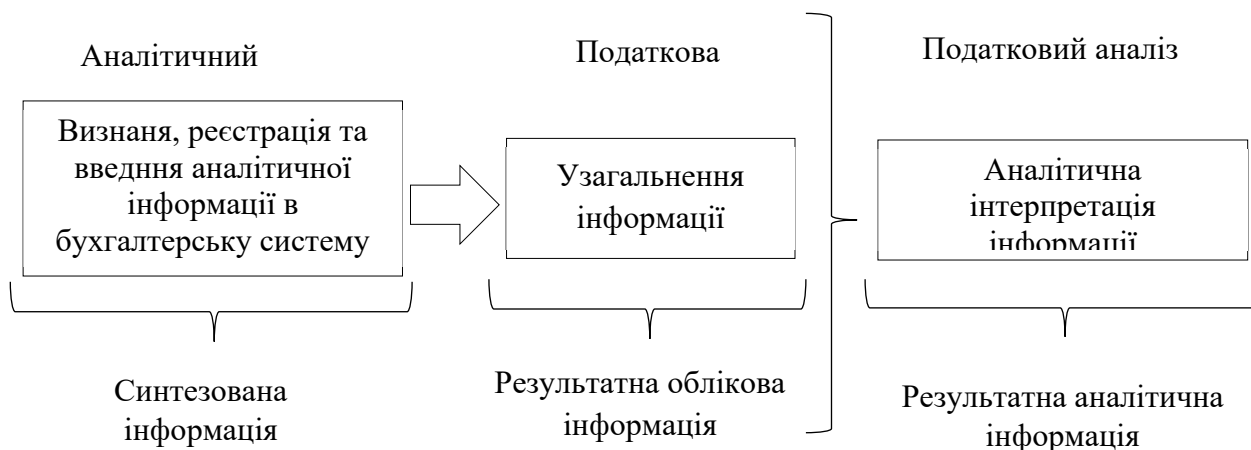 Аналітичний
Визнаня, реєстрація та
введння аналітичної
інформації в
бухгалтерську систему
Синтезована
інформація
Податкова
Узагальнення
інформації
Результатна облікова
інформація
Податковий аналіз
Аналітична
інтерпретація
інформації
Результатна аналітична
інформація